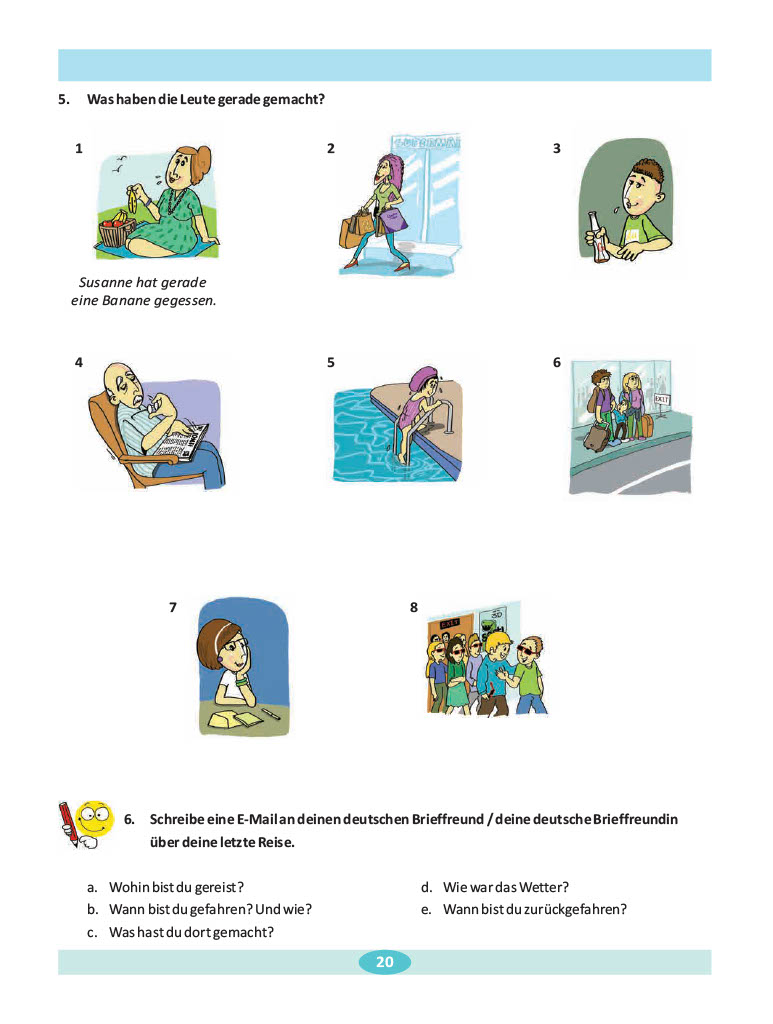 5. Was haben die Leute gerade gemacht?
1
2
3
Susanne hat gerade
eine Banane gegessen.
4
5
6
EXIT
7
8
EXIT
3D
6. Schreibe eine E-Mail an deinen deutschen Brieffreund / deine deutsche Brieffreundin
über deine letzte Reise.
a. Wohin bist du gereist?
b. Wann bist du gefahren? Und wie?
c. Was hast du dort gemacht?
d. Wie war das Wetter?
e. Wann bist du zurückgefahren?
20